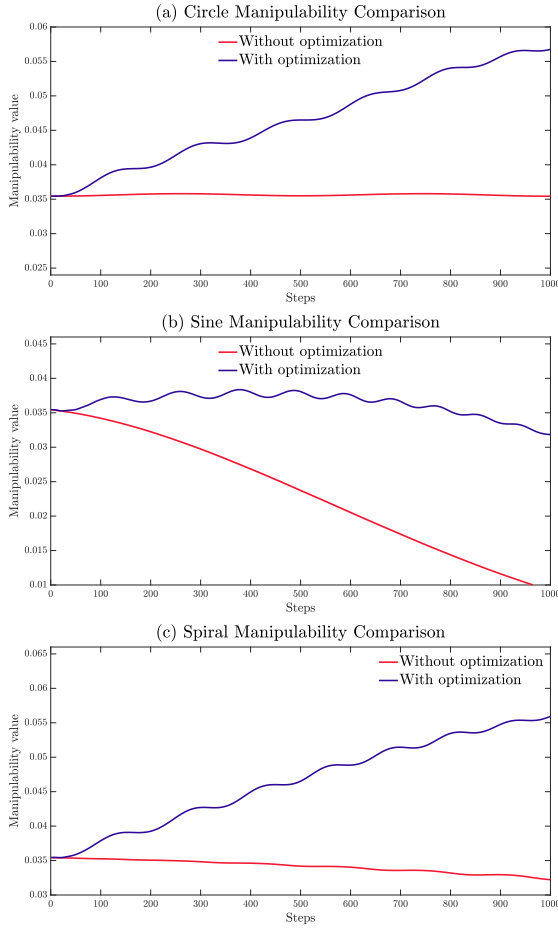 (a) Circle Manipulability Comparison
Manipulability value
0.06
0.055
0.05
0.045
0.04
0.035
0.03
0.025
Without optimization
With optimization
0 100 200 300 400 500 600 700 800 900 1000
Steps
(b) Sine Manipulability Comparison
Manipulability value
0.045
0.04
0.035
0.03
0.025
0.02
0.015
0.01
Without optimization
With optimization
0 100 200 300 400 500 600 700 800 900 1000
Steps
(c) Spiral Manipulability Comparison
Manipulability value
0.065
0.06
0.055
0.05
0.045
0.04
0.035
0.03
Without optimization
With optimization
0 100 200 300 400 500 600 700 800 900 1000
Steps